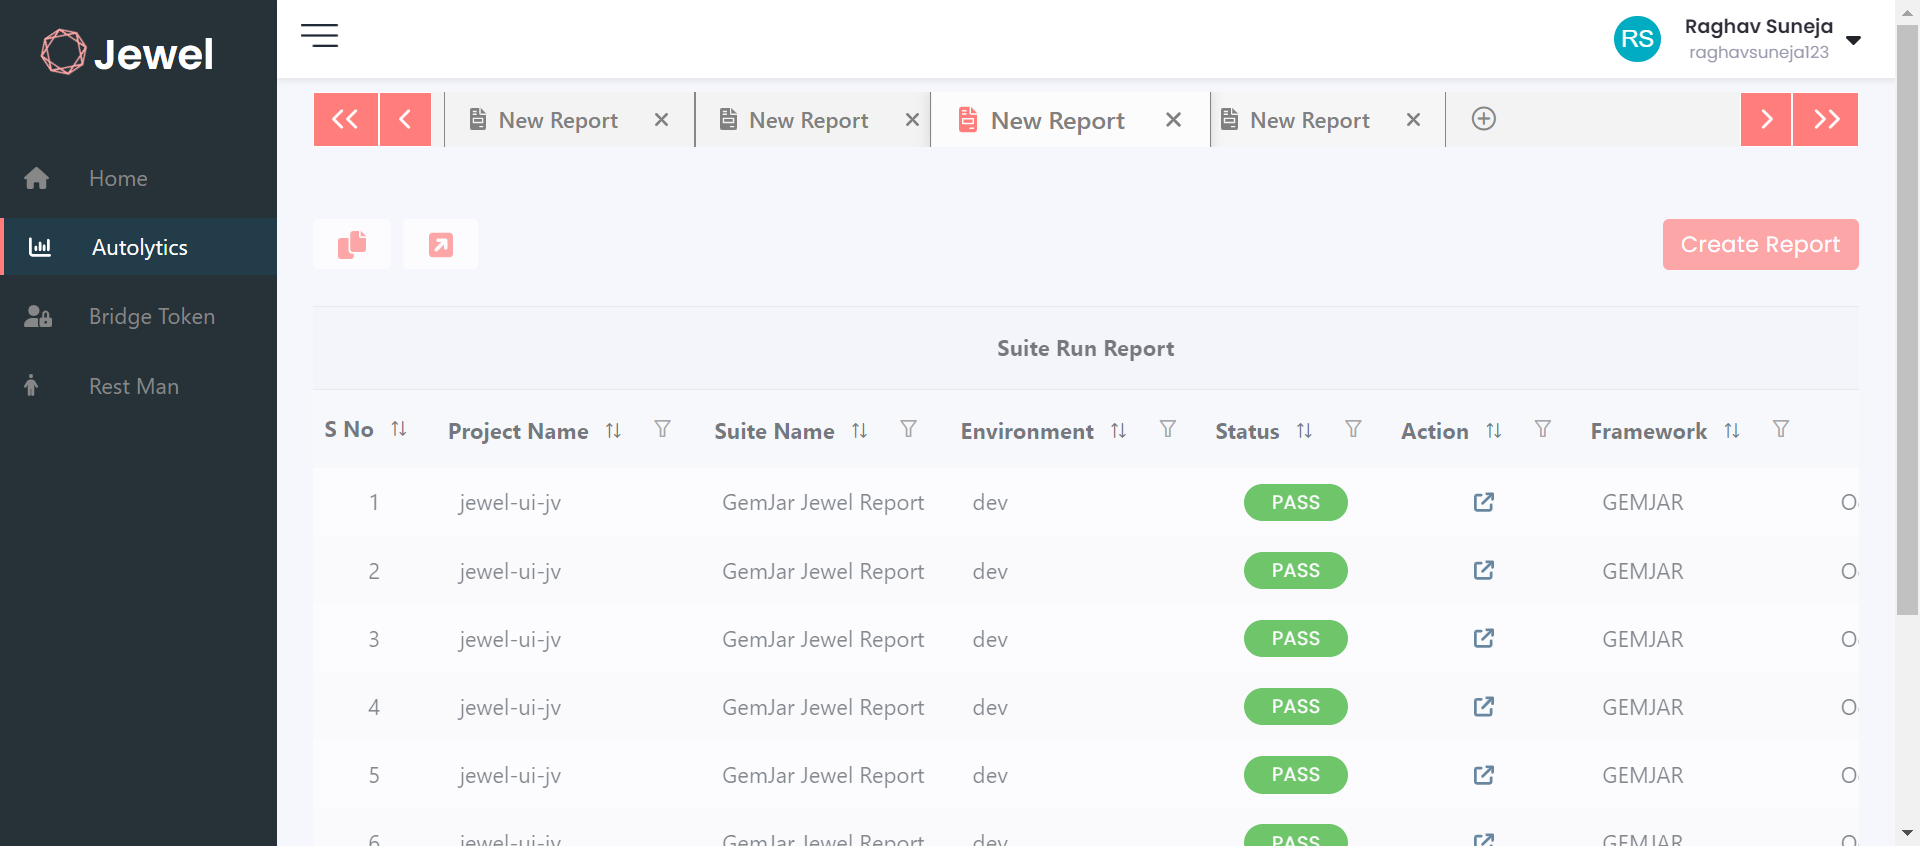 Jewel
RS
Raghav Suneja
raghavsuneja123
New Report
New Report
New Report
New Report
Home
Autolytics
Bridge Token
Rest Man
Create Report
Suite Run Report
S No Project Name Suite Name Environment Status Action Framework
1 jewel-ui-jv GemJar Jewel Report dev PASS GEMJAR
2 jewel-ui-jv GemJar Jewel Report dev PASS GEMJAR
3 jewel-ui-jv GemJar Jewel Report dev PASS GEMJAR
4 jewel-ui-jv GemJar Jewel Report dev PASS GEMJAR
5 jewel-ui-jv GemJar Jewel Report dev PASS GEMJAR
6 jewel-ui-jv GemJar Jewel Report dev PASS GEMJAR